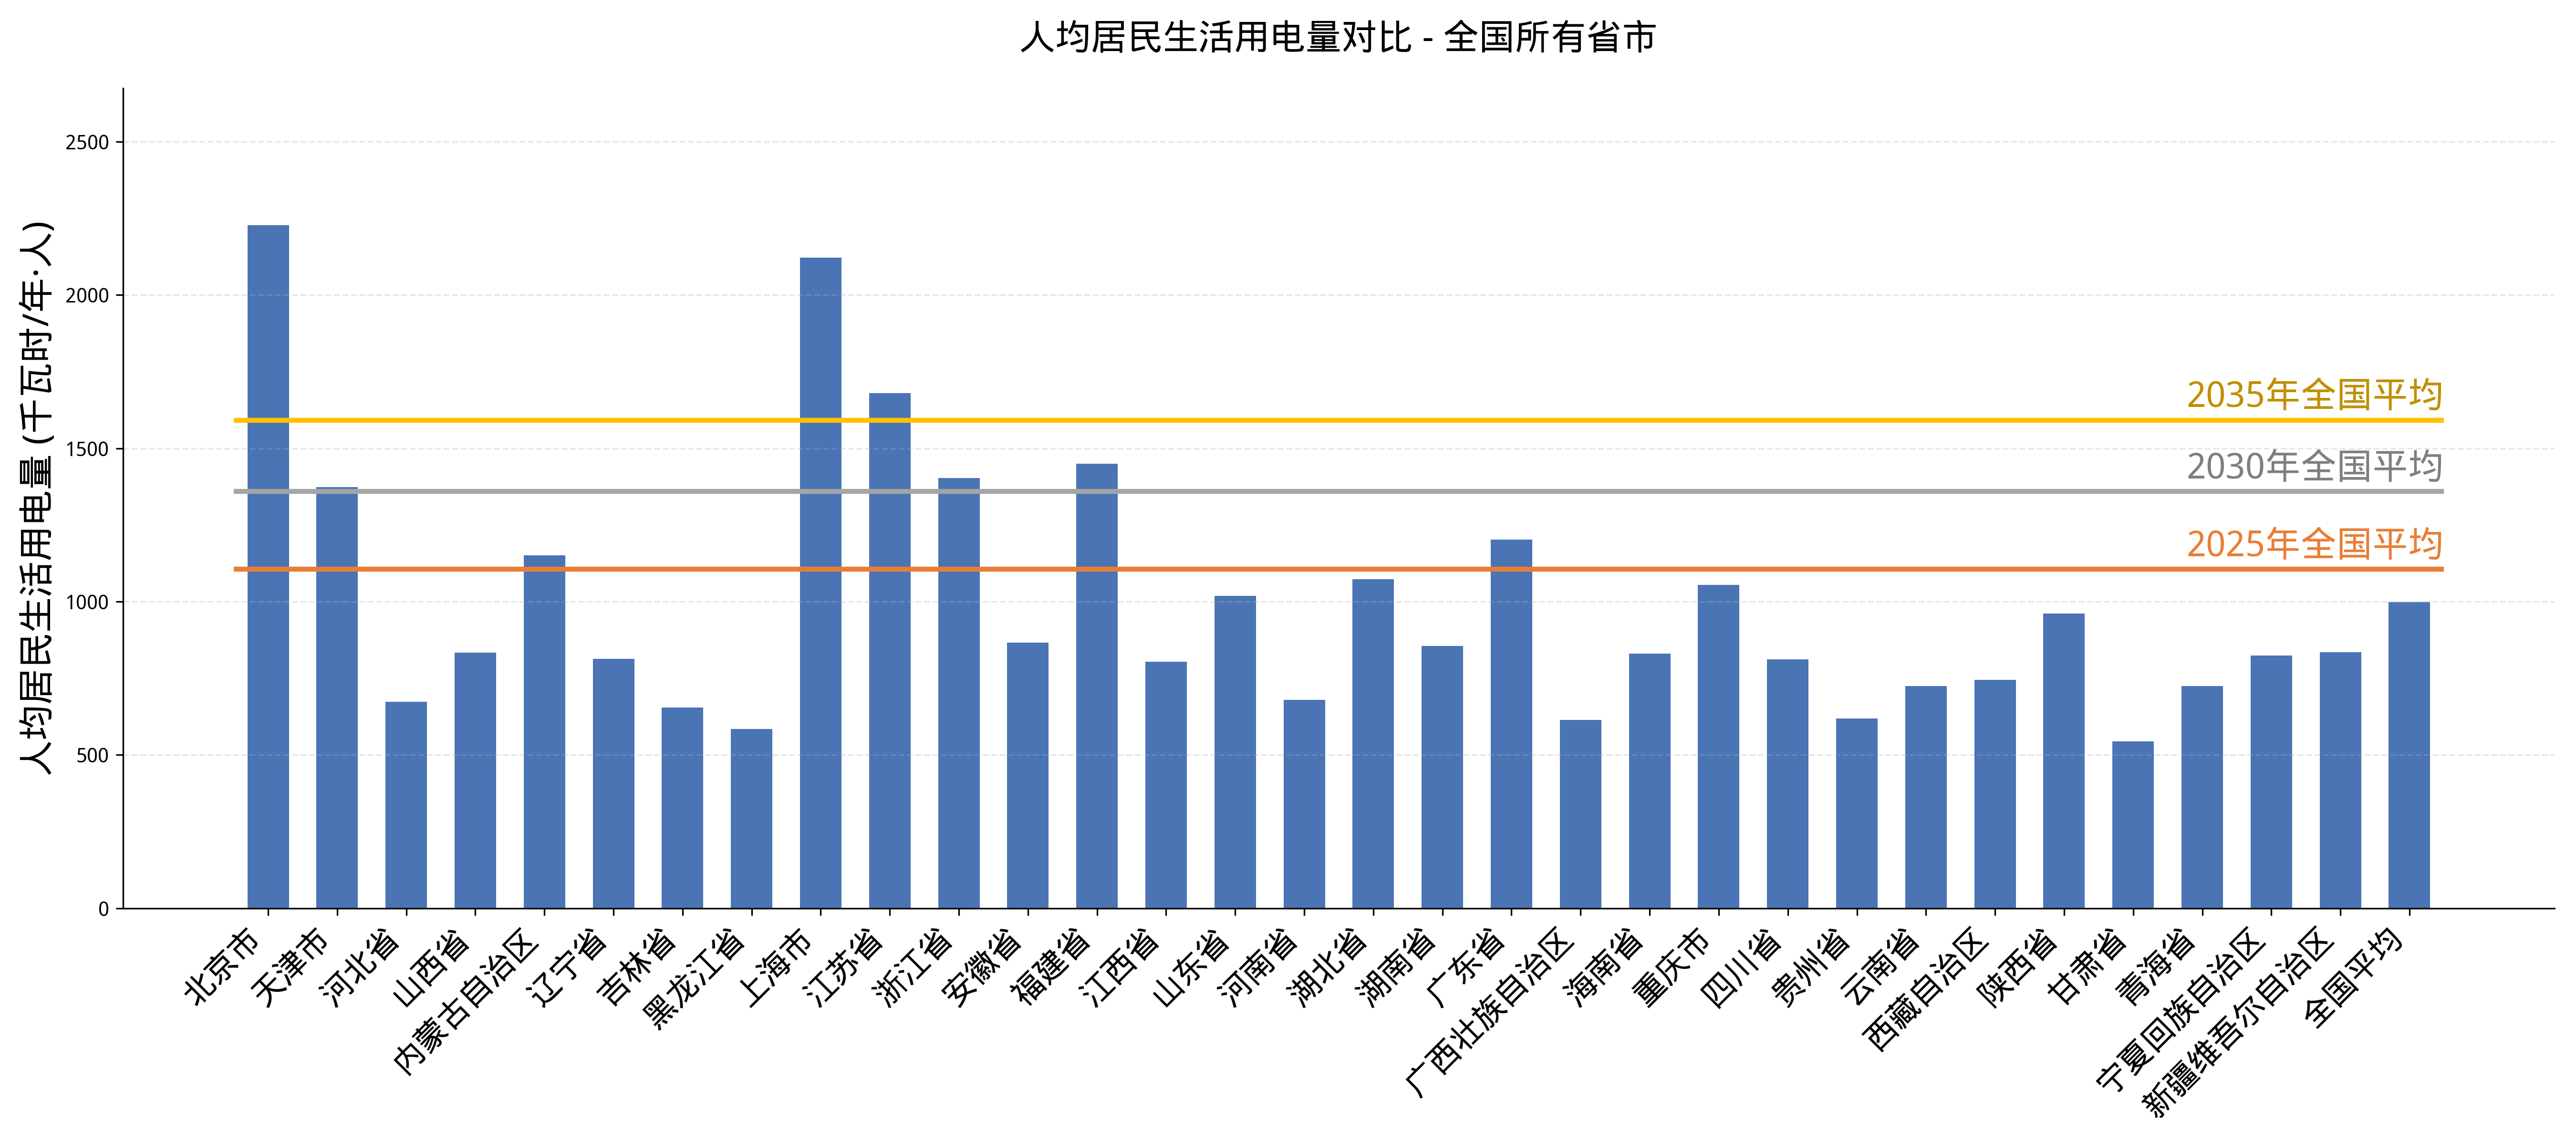 人均居民生活用电量对比 - 全国所有省市
人均居民生活用电量 (千瓦时/年·人)
2500
2000
1500
1000
500
0
2035年全国平均
2030年全国平均
2025年全国平均
北京市
天津市
河北省
山西省
内蒙古自治区
辽宁省
吉林省
黑龙江省
上海市
江苏省
浙江省
安徽省
福建省
江西省
山东省
河南省
湖北省
湖南省
广东省
广西壮族自治区
海南省
重庆市
四川省
贵州省
云南省
西藏自治区
陕西省
甘肃省
青海省
宁夏回族自治区
新疆维吾尔自治区
全国平均